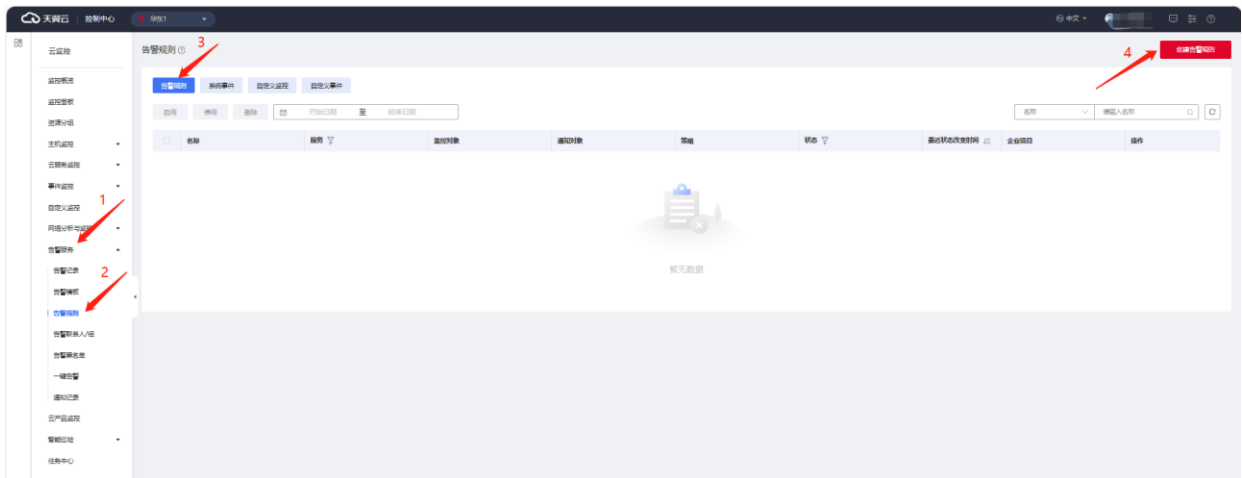 天翼云 控制中心 华东1 中文
云监控
监控概览
监控面板
资源分组
主机监控
云服务监控
事件监控
自定义监控
网络分析与监控
告警服务
告警记录
告警模板
告警规则
告警联系人/组
告警黑名单
一键告警
通知记录
云产品监控
智能巡检
任务中心
1
2
告警规则 3 4 创建告警规则
告警规则 系统事件 自定义监控 自定义事件
启用 停用 删除 开始日期 至 结束日期 名称 请输入名称
名称 服务 监控对象 通知对象 策略 状态 最近状态改变时间 企业项目 操作
暂无数据